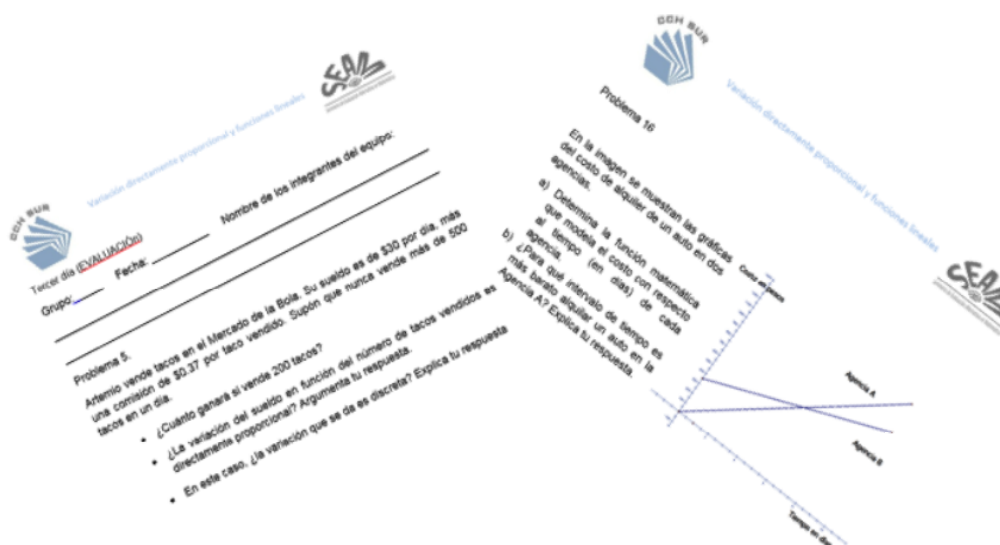 CCH SUR
SEAM
Variación directamente proporcional y funciones lineales
Tercer día (EVALUACIÓn)
Grupo: Fecha: Nombre de los integrantes del equipo:
Problema 5.
Artemio vende tacos en el Mercado de la Bola. Su sueldo es de $30 por día, más
una comisión de $0.37 por taco vendido. Supón que nunca vende más de 500
tacos en un día.
• ¿Cuánto ganará si vende 200 tacos?
• ¿La variación del sueldo en función del número de tacos vendidos es
directamente proporcional? Argumenta tu respuesta.
• En este caso, ¿la variación que se da es discreta? Explica tu respuesta
CCH SUR
SEAM
Variación directamente proporcional y funciones lineales
Problema 16
En la imagen se muestran las gráficas
del costo de alquiler de un auto en dos
agencias.
a) Determina la función matemática
que modela el costo con respecto
al tiempo (en días) de cada
agencia.
b) ¿Para qué intervalo de tiempo es
más barato alquilar un auto en la
Agencia A? Explica tu respuesta.
Agencia A
Agencia B